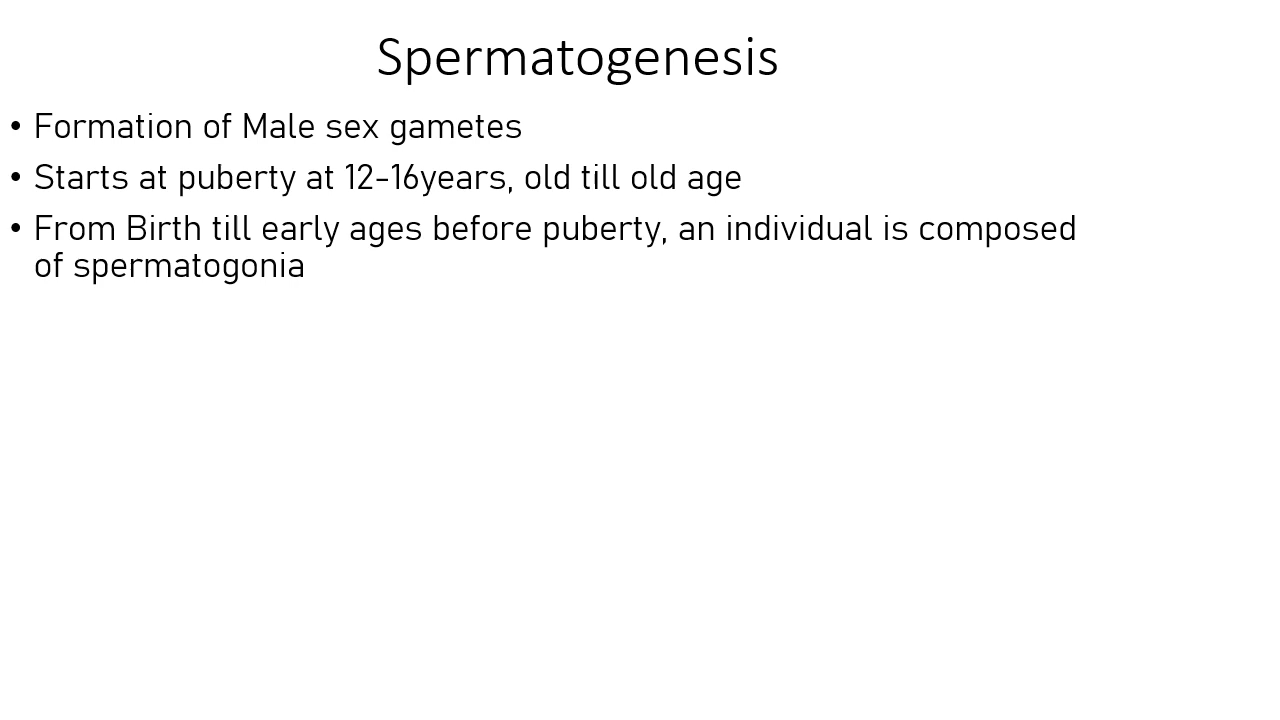 Spermatogenesis
• Formation of Male sex gametes
• Starts at puberty at 12-16years, old till old age
• From Birth till early ages before puberty, an individual is composed
of spermatogonia